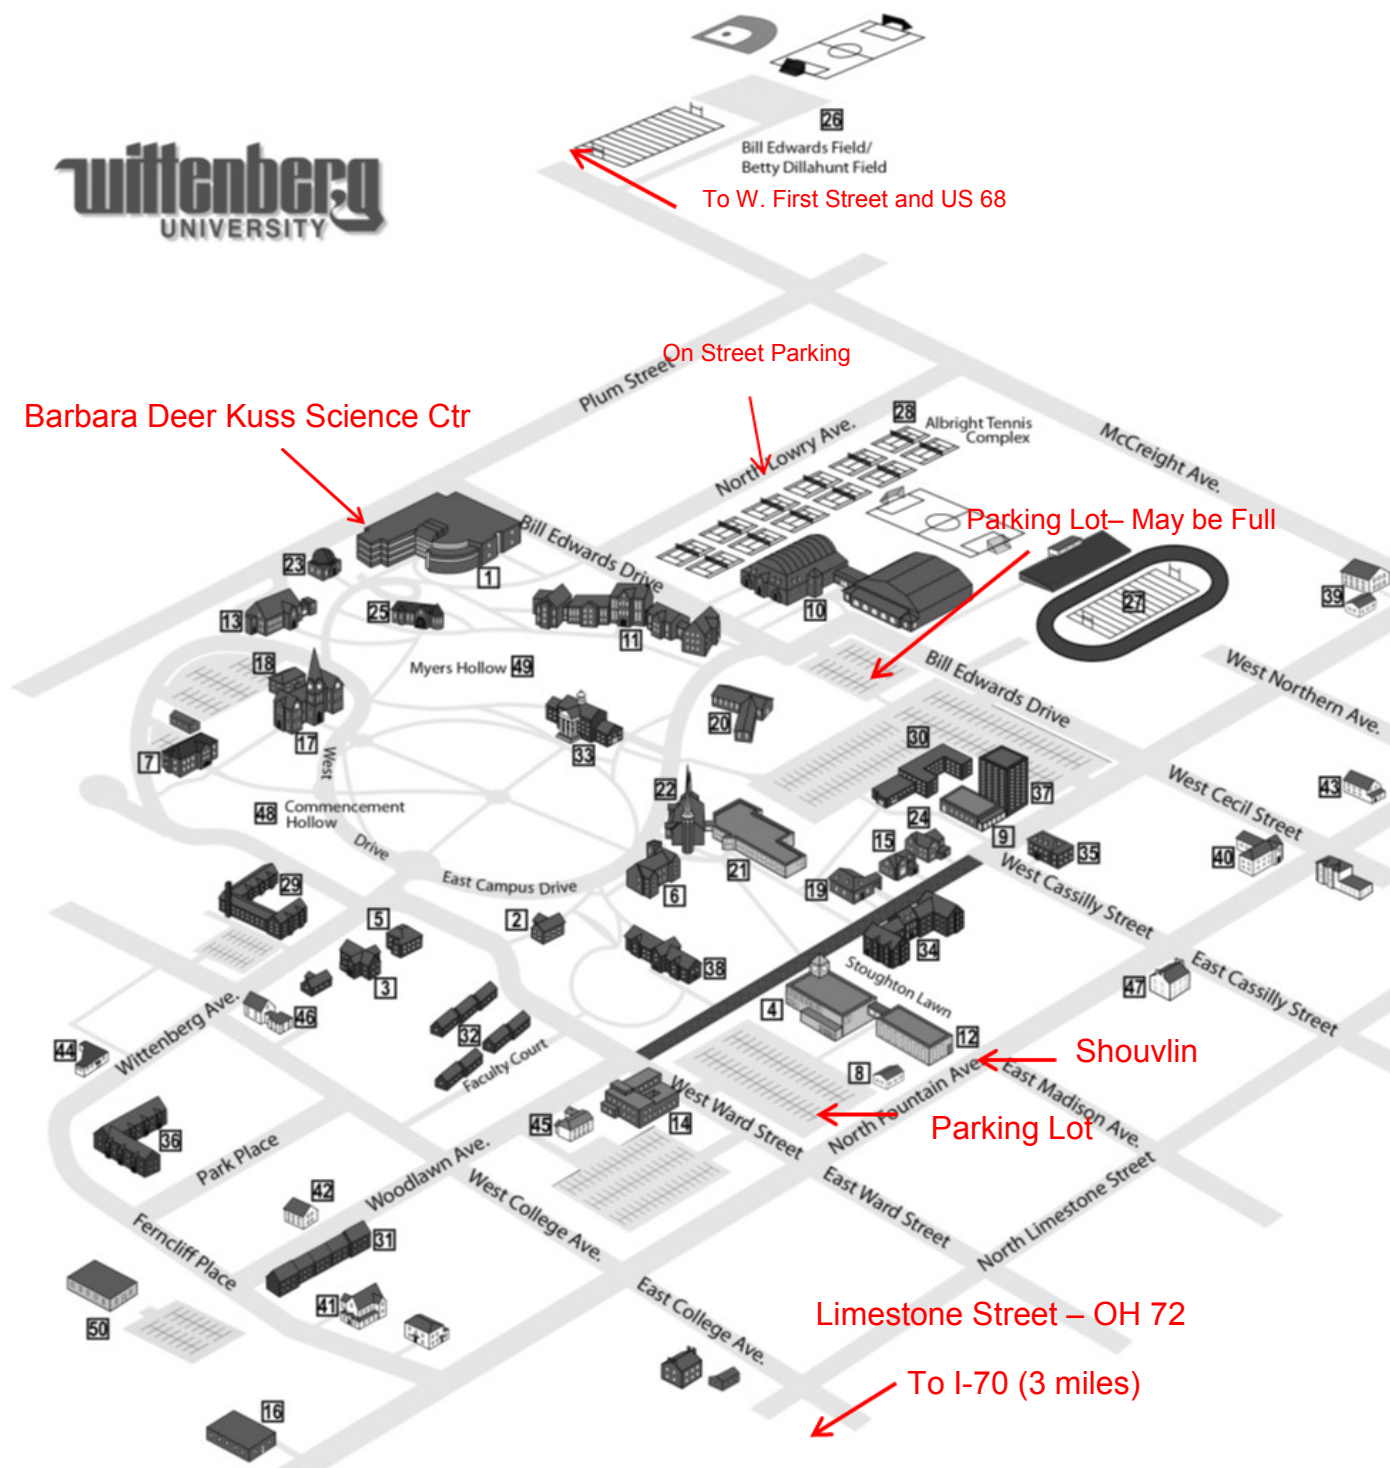 wittenberg
UNIVERSITY
26
Bill Edwards Field/
Betty Dillahunt Field
To W. First Street and US 68
On Street Parking
Plum Street
Barbara Deer Kuss Science Ctr
North Lowry Ave.
28
Albright Tennis
Complex
McCreight Ave.
Parking Lot– May be Full
Bill Edwards Drive
23
1
10
27
39
13
25
11
18
Myers Hollow 49
20
Bill Edwards Drive
West Northern Ave.
7
17
West
33
30
37
West Cecil Street
43
22
48
Commencement
Hollow
Drive
24
9
15
35
40
West Cassilly Street
29
East Campus Drive
6
21
19
5
2
3
38
34
Stoughton Lawn
47
East Cassilly Street
Wittenberg Ave.
46
32
4
12
44
Faculty Court
8
Shouvlin
North Fountain Ave.
East Madison Ave.
West Ward Street
45
14
Parking Lot
36
Park Place
Woodlawn Ave.
West College Ave.
East Ward Street
North Limestone Street
42
Ferncliff Place
31
41
East College Ave.
50
Limestone Street – OH 72
To I-70 (3 miles)
16